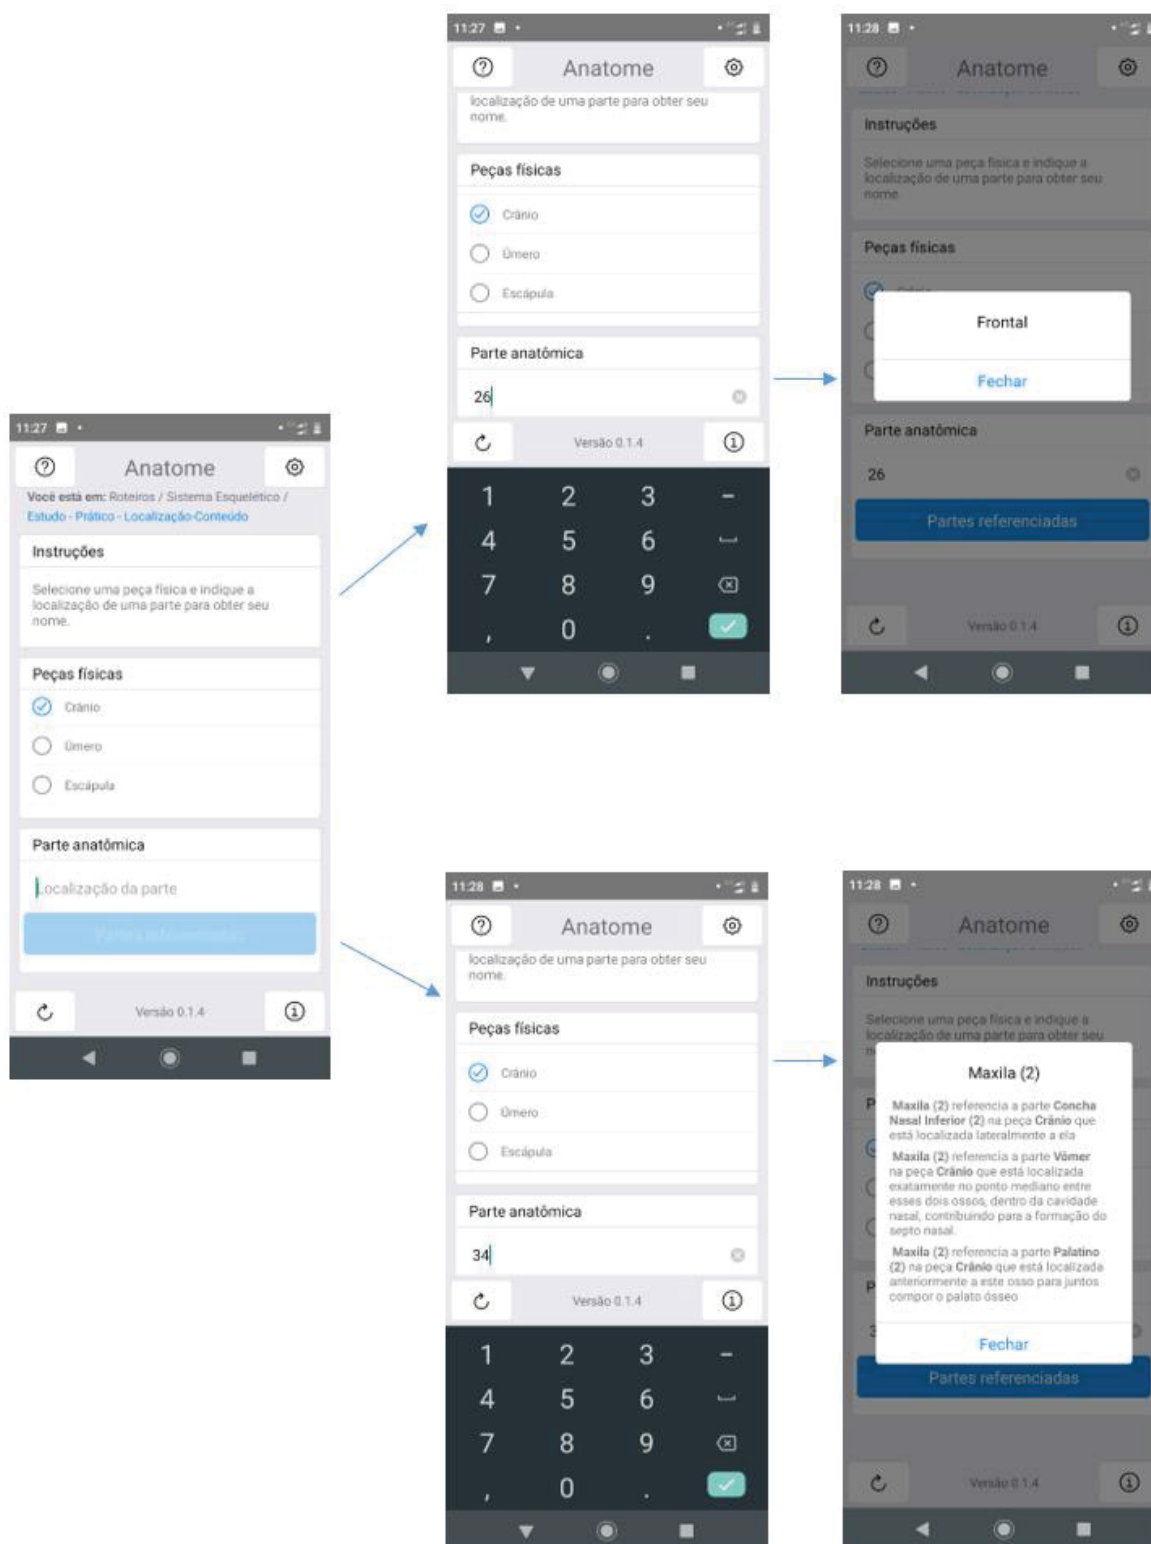 11:27
Anatome
Você está em: Roteiros / Sistema Esquelético /
Estudo - Prático - Localização-Conteúdo
Instruções
Selecione uma peça física e indique a
localização de uma parte para obter seu
nome.
Peças físicas
Crânio
Úmero
Escápula
Parte anatômica
Localização da parte
Partes referenciadas
Versão 0.1.4
11:27
Anatome
localização de uma parte para obter seu
nome.
Peças físicas
Crânio
Úmero
Escápula
Parte anatômica
26
Versão 0.1.4
1 2 3 -
4 5 6
7 8 9
, 0 .
11:28
Anatome
Instruções
Selecione uma peça física e indique a
localização de uma parte para obter seu
nome.
Peças físicas
Frontal
Fechar
Parte anatômica
26
Partes referenciadas
Versão 0.1.4
11:28
Anatome
localização de uma parte para obter seu
nome.
Peças físicas
Crânio
Úmero
Escápula
Parte anatômica
34
Versão 0.1.4
1 2 3 -
4 5 6
7 8 9
, 0 .
11:28
Anatome
Instruções
Selecione uma peça física e indique a
localização de uma parte para obter seu
Maxila (2)
Maxila (2) referencia a parte Concha
Nasal Inferior (2) na peça Crânio que
está localizada lateralmente a ela
Maxila (2) referencia a parte Vômer
na peça Crânio que está localizada
exatamente no ponto mediano entre
esses dois ossos, dentro da cavidade
nasal, contribuindo para a formação do
septo nasal.
Maxila (2) referencia a parte Palatino
(2) na peça Crânio que está localizada
anteriormente a este osso para juntos
compor o palato ósseo
Fechar
Partes referenciadas
Versão 0.1.4